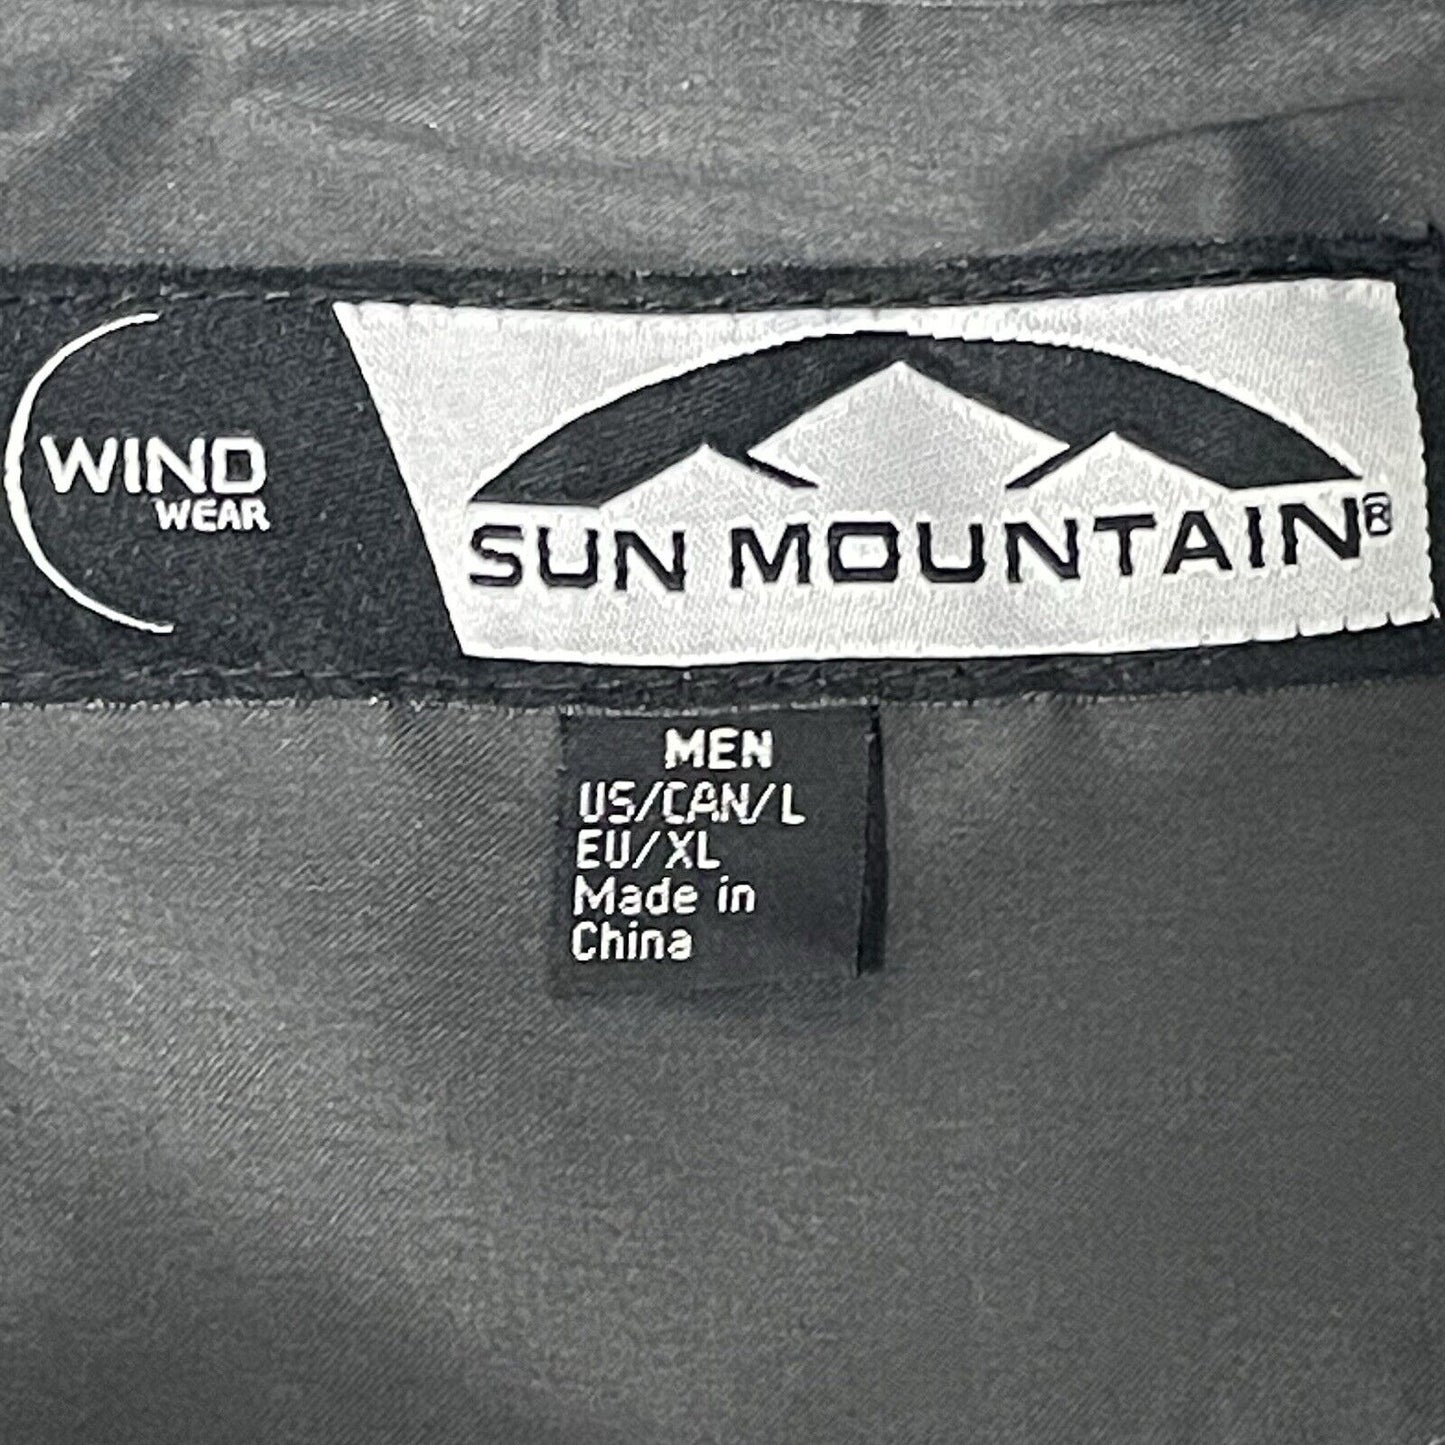 WIND
WEAR
SUN MOUNTAIN®
MEN
US/CAN/L
EU/XL
Made in
China